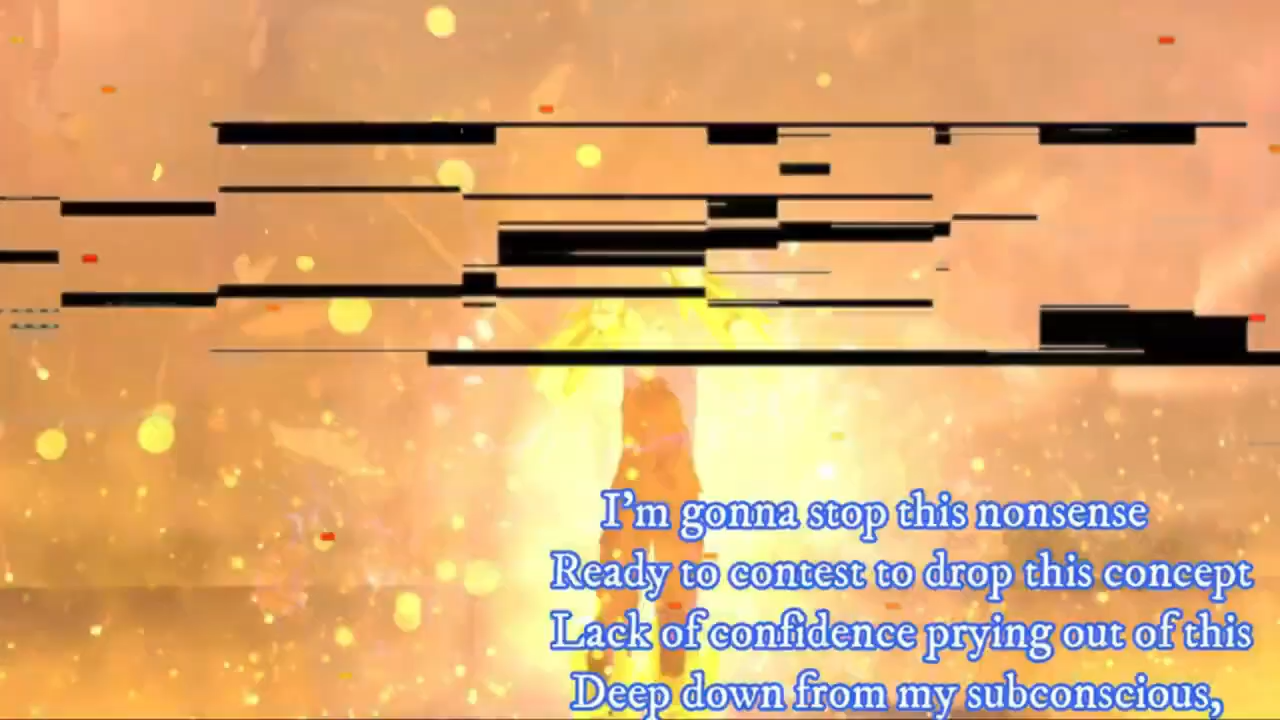 I'm gonna stop this nonsense
Ready to contest to drop this concept
Lack of confidence prying out of this
Deep down from my subconscious,